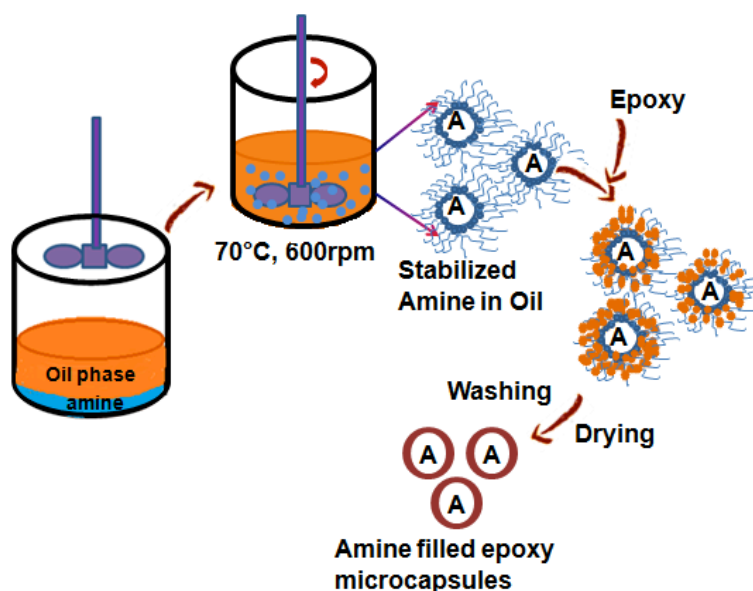 Oil phase
amine
70°C, 600rpm
A
A
A
Stabilized
Amine in Oil
Epoxy
A
A
A
Washing
Drying
A
A
A
Amine filled epoxy
microcapsules